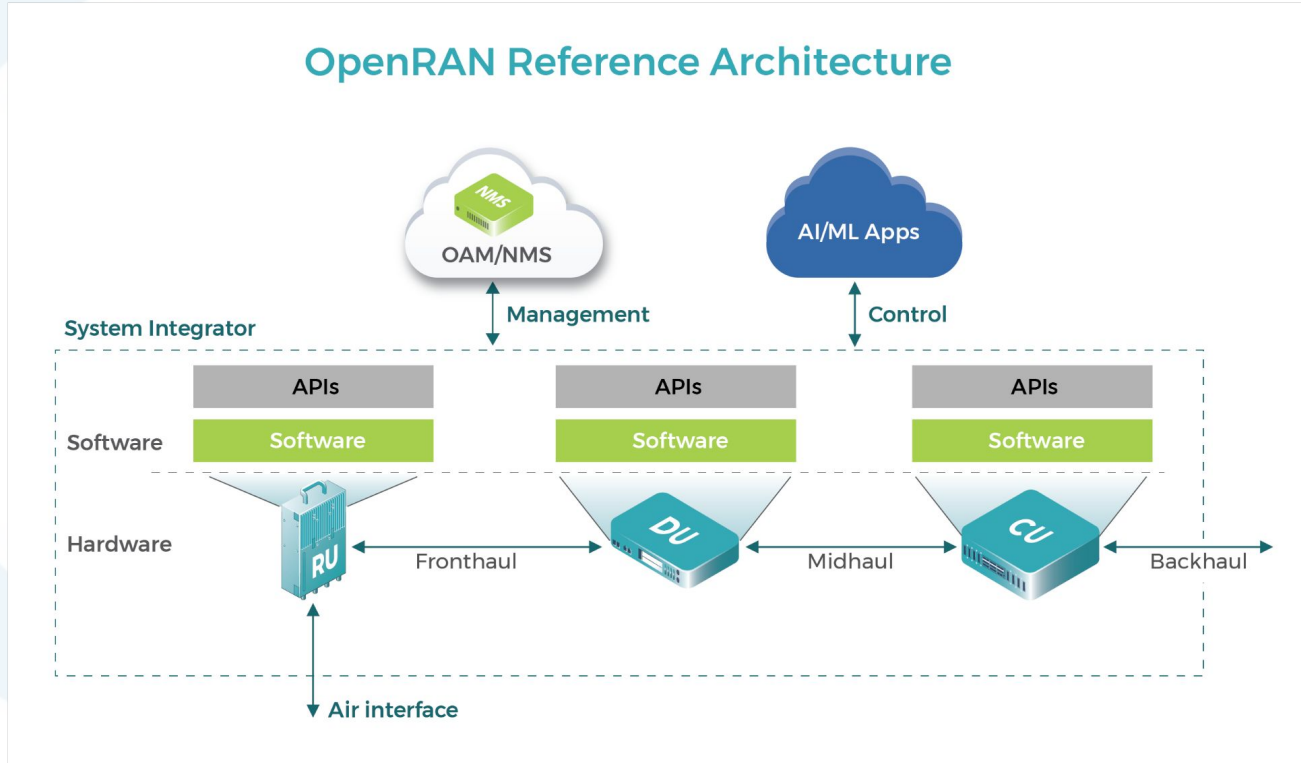 OpenRAN Reference Architecture
NMS
OAM/NMS
AI/ML Apps
Management
Control
System Integrator
APIs
APIs
APIs
Software
Software
Software
Software
Hardware
RU
DU
CU
Fronthaul
Midhaul
Backhaul
Air interface